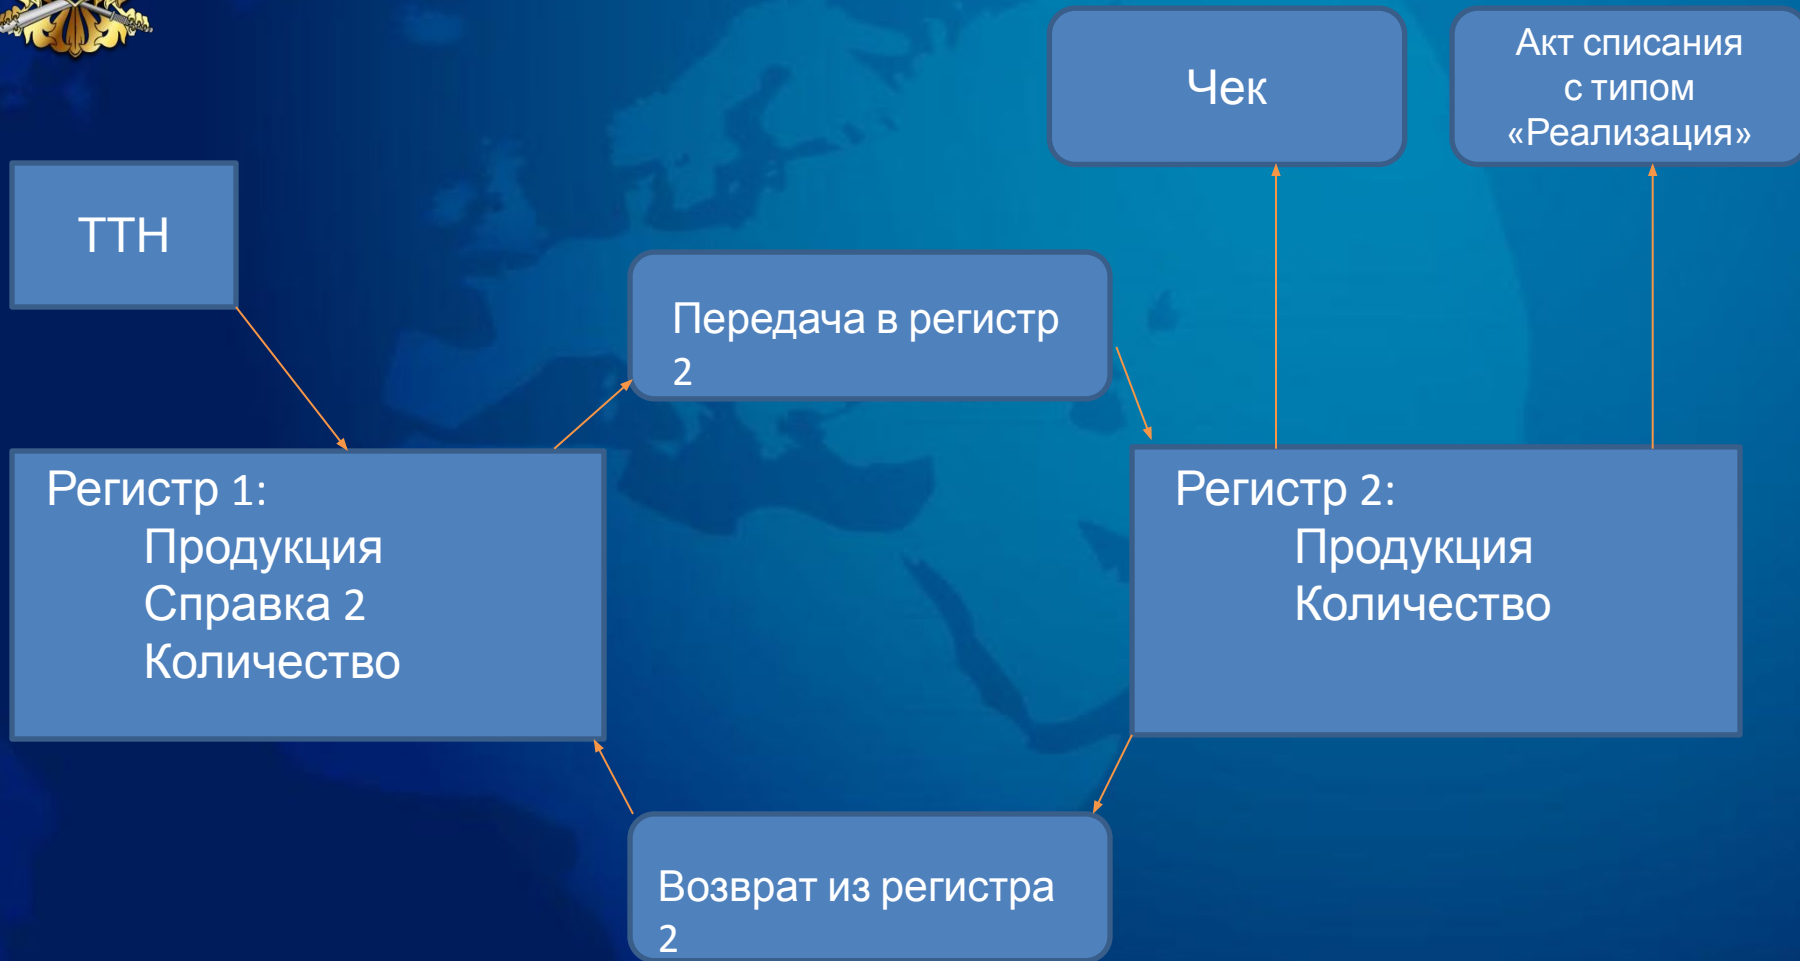 Чек
Акт списания
с типом
«Реализация»
ТТН
Передача в регистр
2
Регистр 1:
Продукция
Справка 2
Количество
Регистр 2:
Продукция
Количество
Возврат из регистра
2